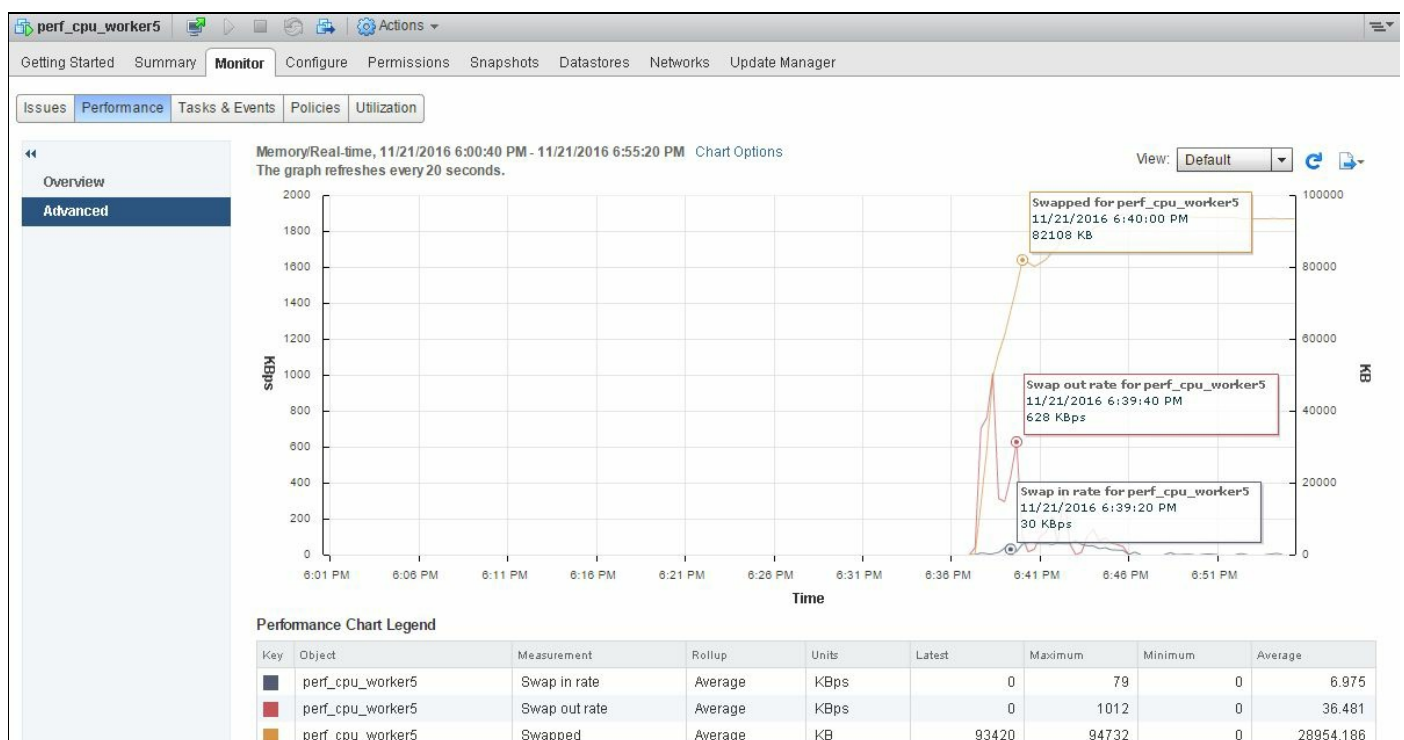 perf_cpu_worker5 Actions
Getting Started Summary Monitor Configure Permissions Snapshots Datastores Networks Update Manager
Issues Performance Tasks & Events Policies Utilization
Overview
Advanced
Memory/Real-time, 11/21/2016 6:00:40 PM - 11/21/2016 6:55:20 PM Chart Options
The graph refreshes every 20 seconds.
View: Default
2000
1800
1600
1400
1200
1000
800
600
400
200
0
KBps
100000
80000
60000
40000
20000
0
KB
Swapped for perf_cpu_worker5
11/21/2016 6:40:00 PM
82108 KB
Swap out rate for perf_cpu_worker5
11/21/2016 6:39:40 PM
628 KBps
Swap in rate for perf_cpu_worker5
11/21/2016 6:39:20 PM
30 KBps
6:01 PM 6:06 PM 6:11 PM 6:16 PM 6:21 PM 6:26 PM 6:31 PM 6:36 PM 6:41 PM 6:46 PM 6:51 PM
Time
Performance Chart Legend
Key Object Measurement Rollup Units Latest Maximum Minimum Average
perf_cpu_worker5 Swap in rate Average KBps 0 79 0 6.975
perf_cpu_worker5 Swap out rate Average KBps 0 1012 0 36.481
perf_cpu_worker5 Swapped Average KB 93420 94732 0 28954.186